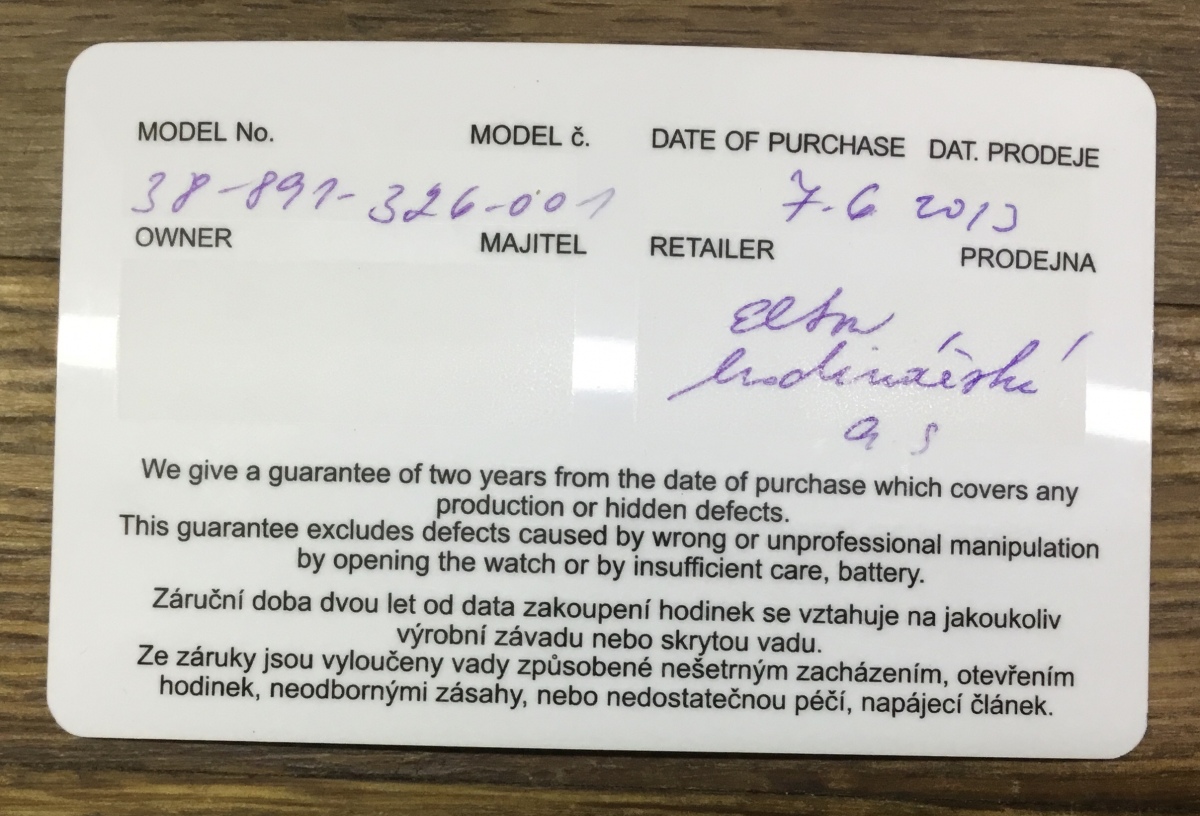 MODEL No. MODEL č.
38-891-326-001
DATE OF PURCHASE DAT. PRODEJE
7.6 2013
OWNER MAJITEL
RETAILER PRODEJNA
hodinářská
a s
We give a guarantee of two years from the date of purchase which covers any
production or hidden defects.
This guarantee excludes defects caused by wrong or unprofessional manipulation
by opening the watch or by insufficient care, battery.
Záruční doba dvou let od data zakoupení hodinek se vztahuje na jakoukoliv
výrobní závadu nebo skrytou vadu.
Ze záruky jsou vyloučeny vady způsobené nešetrným zacházením, otevřením
hodinek, neodbornými zásahy, nebo nedostatečnou péčí, napájecí článek.